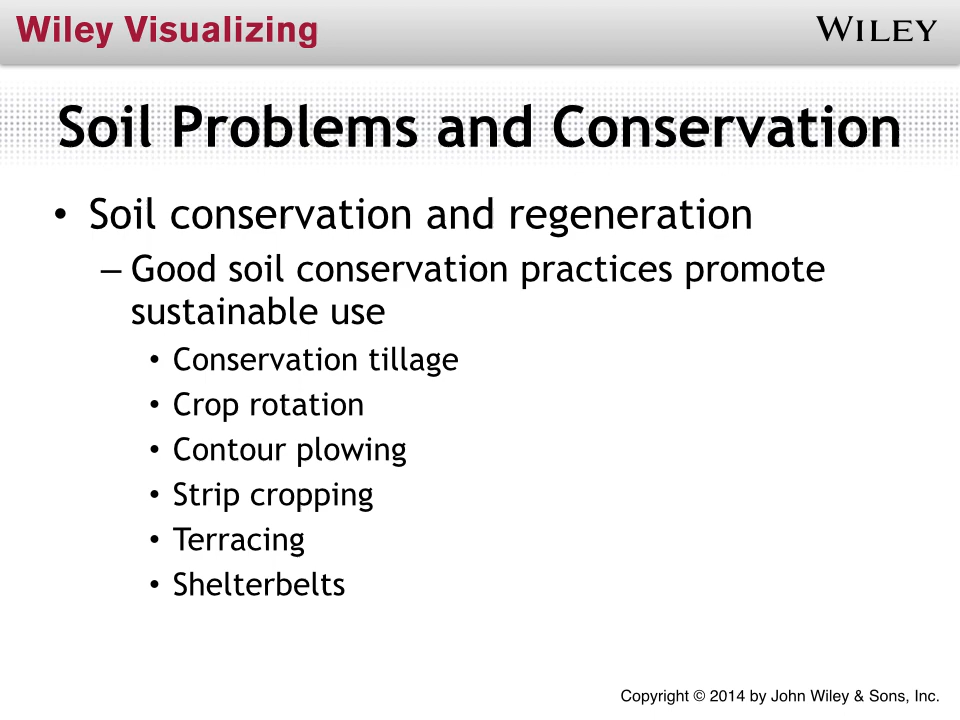 Wiley Visualizing
WILEY
Soil Problems and Conservation
• Soil conservation and regeneration
– Good soil conservation practices promote
sustainable use
• Conservation tillage
• Crop rotation
• Contour plowing
• Strip cropping
• Terracing
• Shelterbelts
Copyright © 2014 by John Wiley & Sons, Inc.